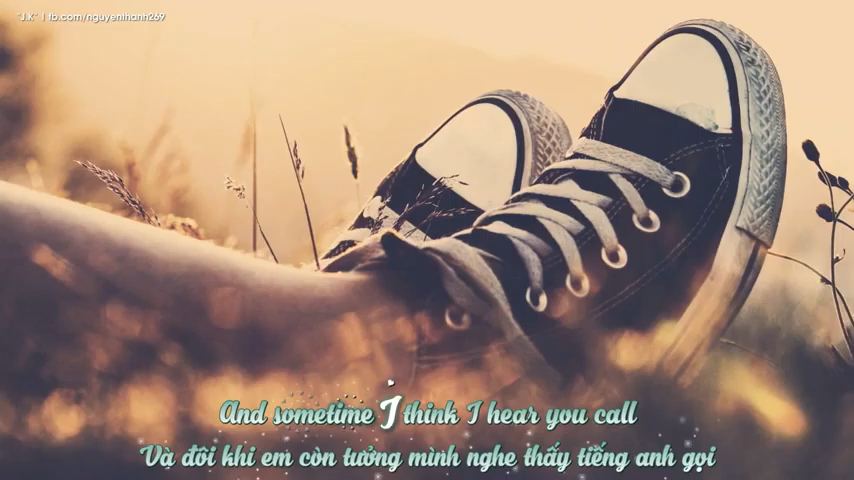 "J.K" | fb.com/nguyenthanh269
And sometime I think I hear you call
Và đôi khi em còn tưởng mình nghe thấy tiếng anh gọi